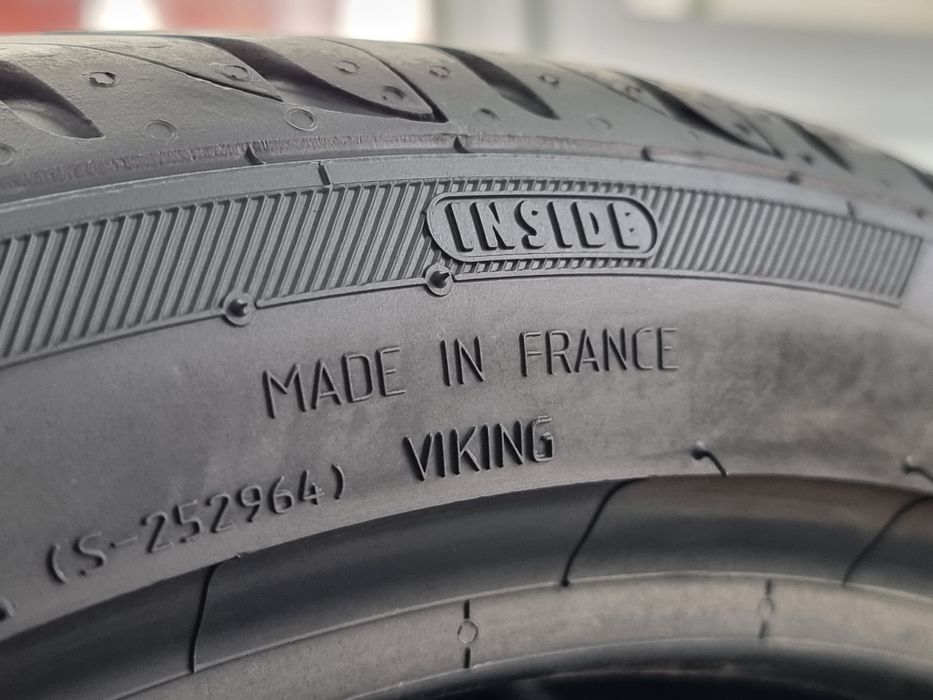 INSIDE
MADE IN FRANCE
VIKING
(S-252964)